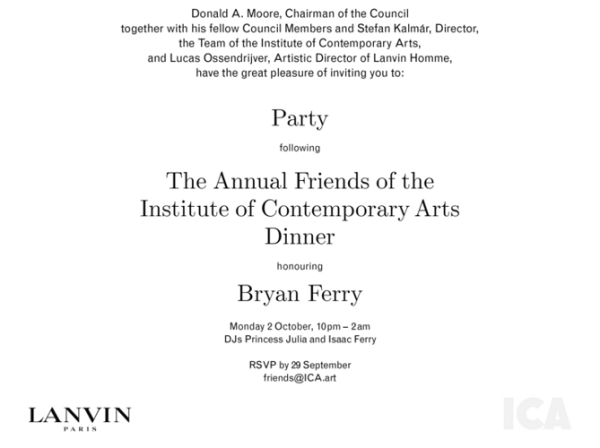 Donald A. Moore, Chairman of the Council
together with his fellow Council Members and Stefan Kalmár, Director,
the Team of the Institute of Contemporary Arts,
and Lucas Ossendrijver, Artistic Director of Lanvin Homme,
have the great pleasure of inviting you to:
Party
following
The Annual Friends of the
Institute of Contemporary Arts
Dinner
honouring
Bryan Ferry
Monday 2 October, 10pm – 2am
DJs Princess Julia and Isaac Ferry
RSVP by 29 September
friends@ICA.art
LANVIN
PARIS
ICA